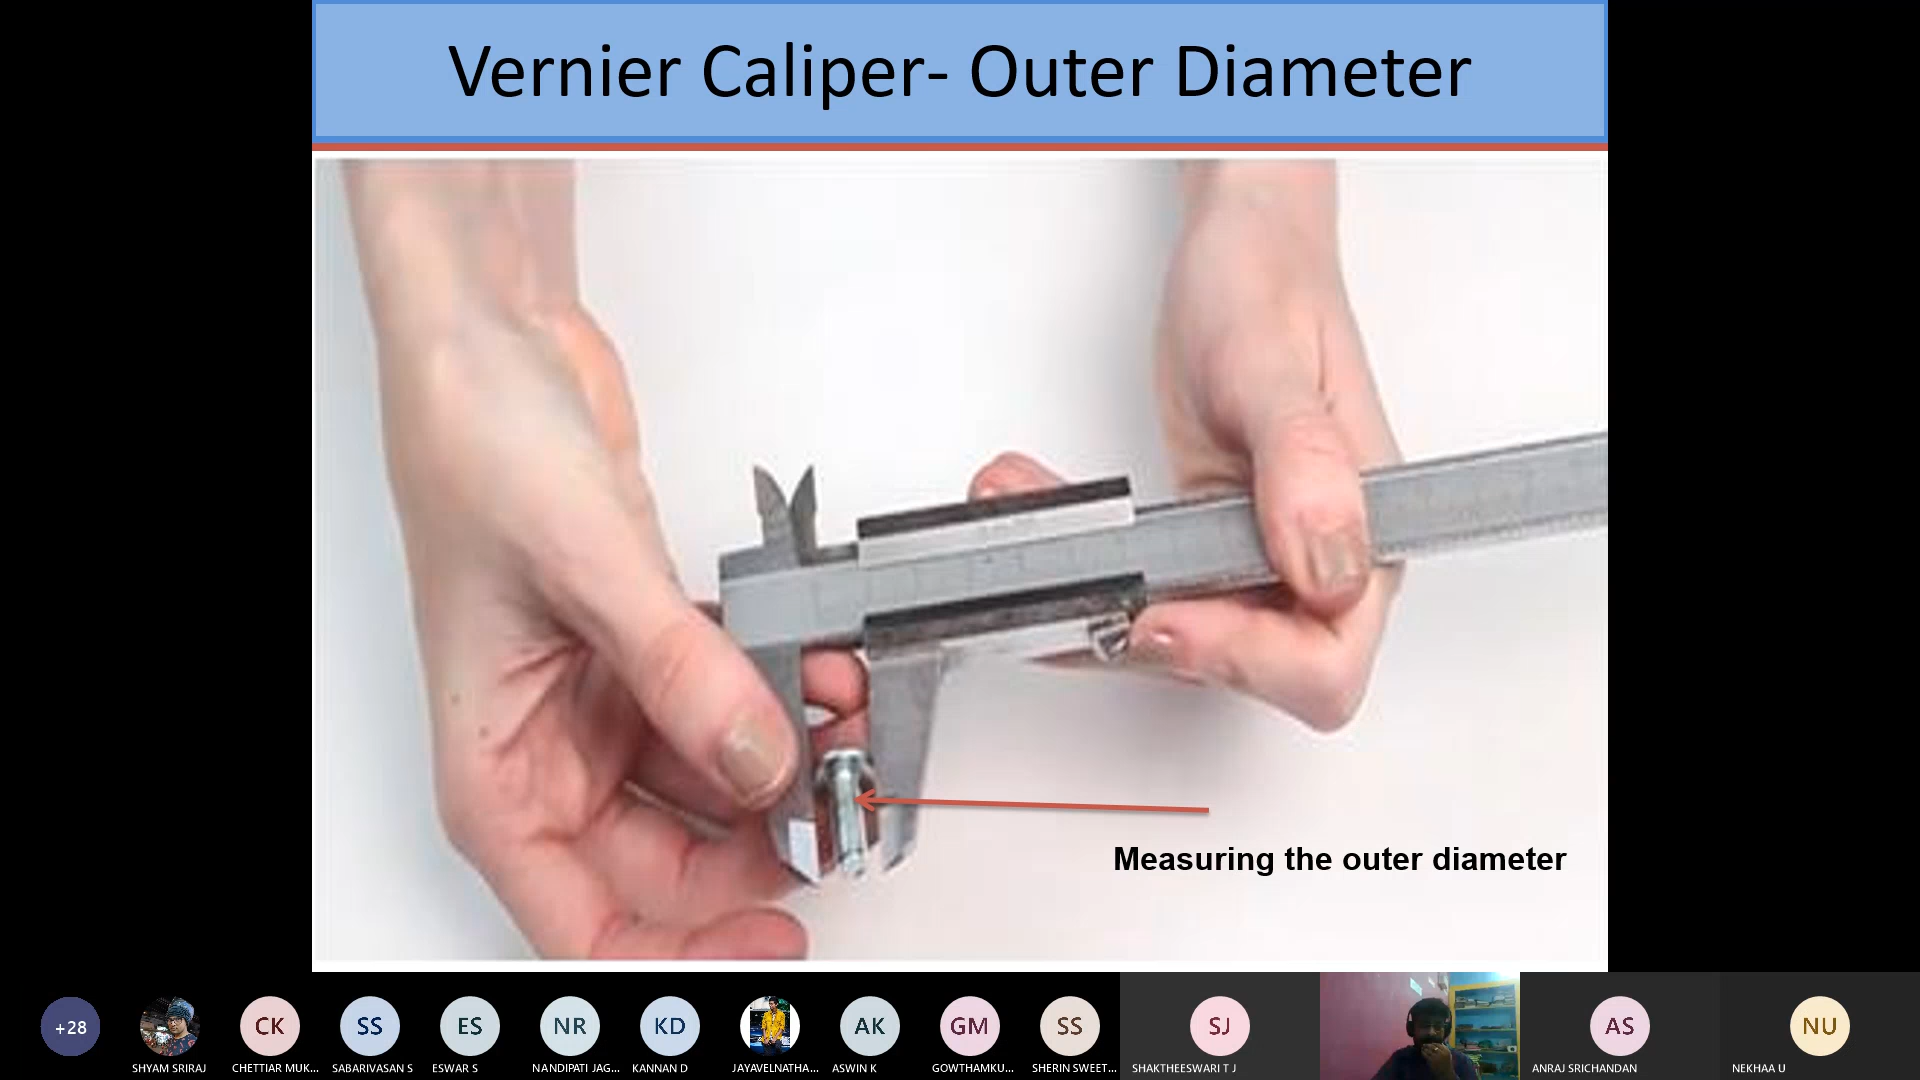 Vernier Caliper- Outer Diameter
Measuring the outer diameter
+28
CK
SS
ES
NR
KD
AK
GM
SS
SJ
AS
NU
SHYAM SRIRAJ
CHETTIAR MUK...
SABARIVASAN S
ESWAR S
NANDIPATI JAG...
KANNAN D
JAYAVELNATHA...
ASWIN K
GOWTHAMKU...
SHERIN SWEET...
SHAKTHEESWARI T J
ANRAJ SRICHANDAN
NEKHAA U